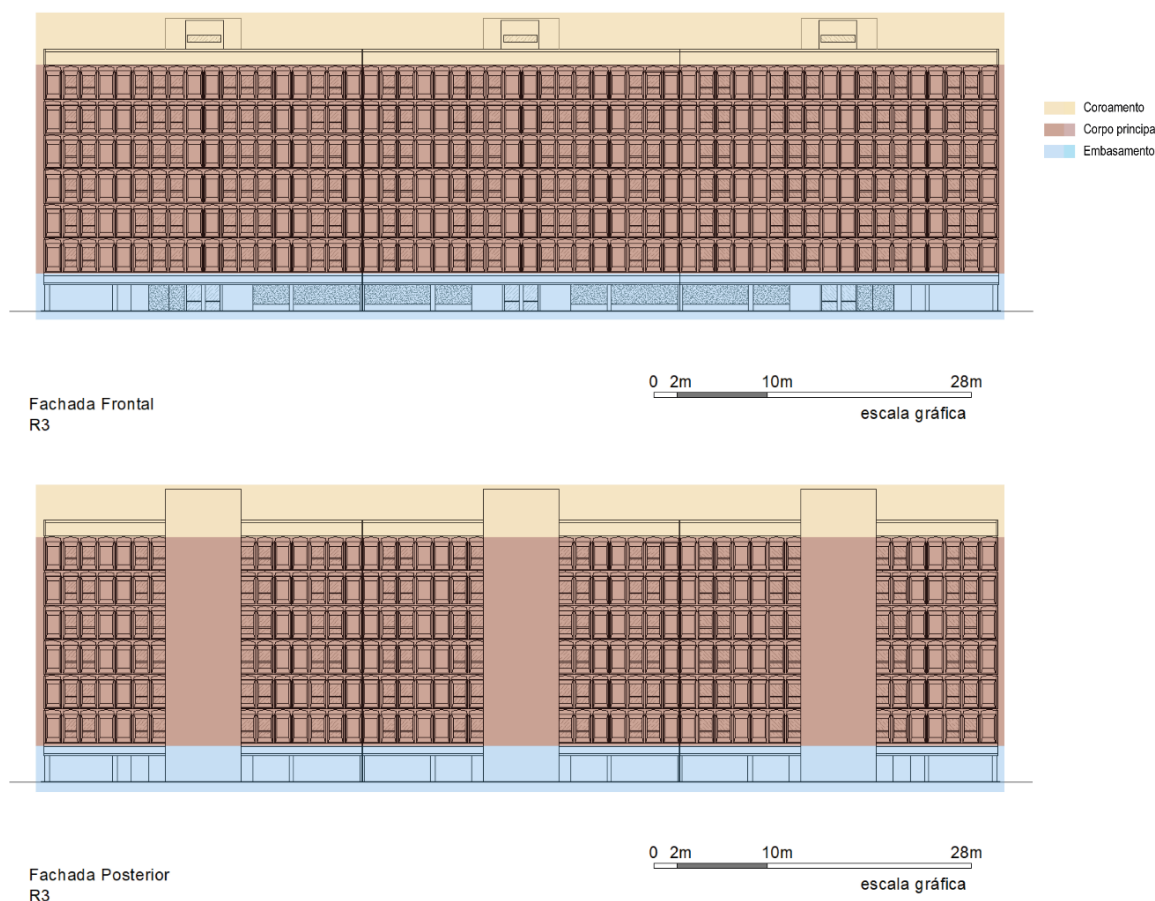 Coroamento
Corpo principa
Embasamento
0 2m 10m 28m
escala gráfica
Fachada Frontal
R3
0 2m 10m 28m
escala gráfica
Fachada Posterior
R3